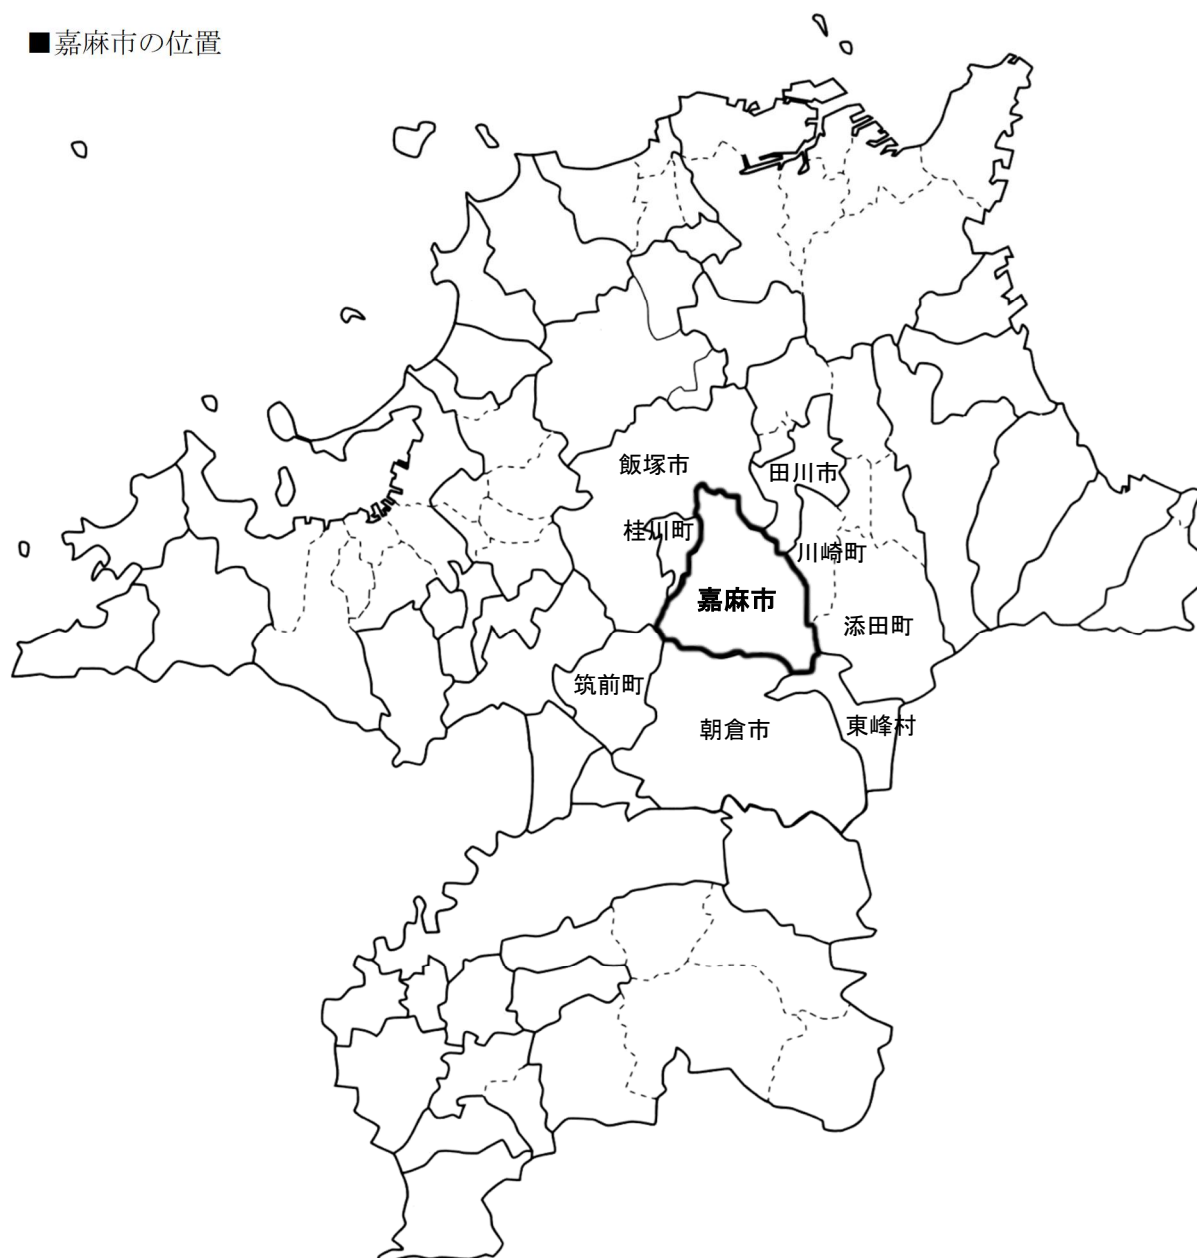 ■嘉麻市の位置
飯塚市
田川市
桂川町
川崎町
嘉麻市
添田町
筑前町
朝倉市
東峰村